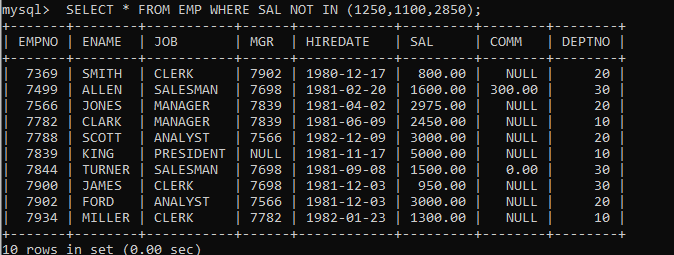 mysql>  SELECT * FROM EMP WHERE SAL NOT IN (1250,1100,2850);
+-------+--------+-----------+------+------------+---------+--------+--------+
| EMPNO | ENAME  | JOB       | MGR  | HIREDATE   | SAL     | COMM   | DEPTNO |
+-------+--------+-----------+------+------------+---------+--------+--------+
|  7369 | SMITH  | CLERK     | 7902 | 1980-12-17 |  800.00 |   NULL |     20 |
|  7499 | ALLEN  | SALESMAN  | 7698 | 1981-02-20 | 1600.00 | 300.00 |     30 |
|  7566 | JONES  | MANAGER   | 7839 | 1981-04-02 | 2975.00 |   NULL |     20 |
|  7782 | CLARK  | MANAGER   | 7839 | 1981-06-09 | 2450.00 |   NULL |     10 |
|  7788 | SCOTT  | ANALYST   | 7566 | 1982-12-09 | 3000.00 |   NULL |     20 |
|  7839 | KING   | PRESIDENT | NULL | 1981-11-17 | 5000.00 |   NULL |     10 |
|  7844 | TURNER | SALESMAN  | 7698 | 1981-09-08 | 1500.00 |   0.00 |     30 |
|  7900 | JAMES  | CLERK     | 7698 | 1981-12-03 |  950.00 |   NULL |     30 |
|  7902 | FORD   | ANALYST   | 7566 | 1981-12-03 | 3000.00 |   NULL |     20 |
|  7934 | MILLER | CLERK     | 7782 | 1982-01-23 | 1300.00 |   NULL |     10 |
+-------+--------+-----------+------+------------+---------+--------+--------+
10 rows in set (0.00 sec)